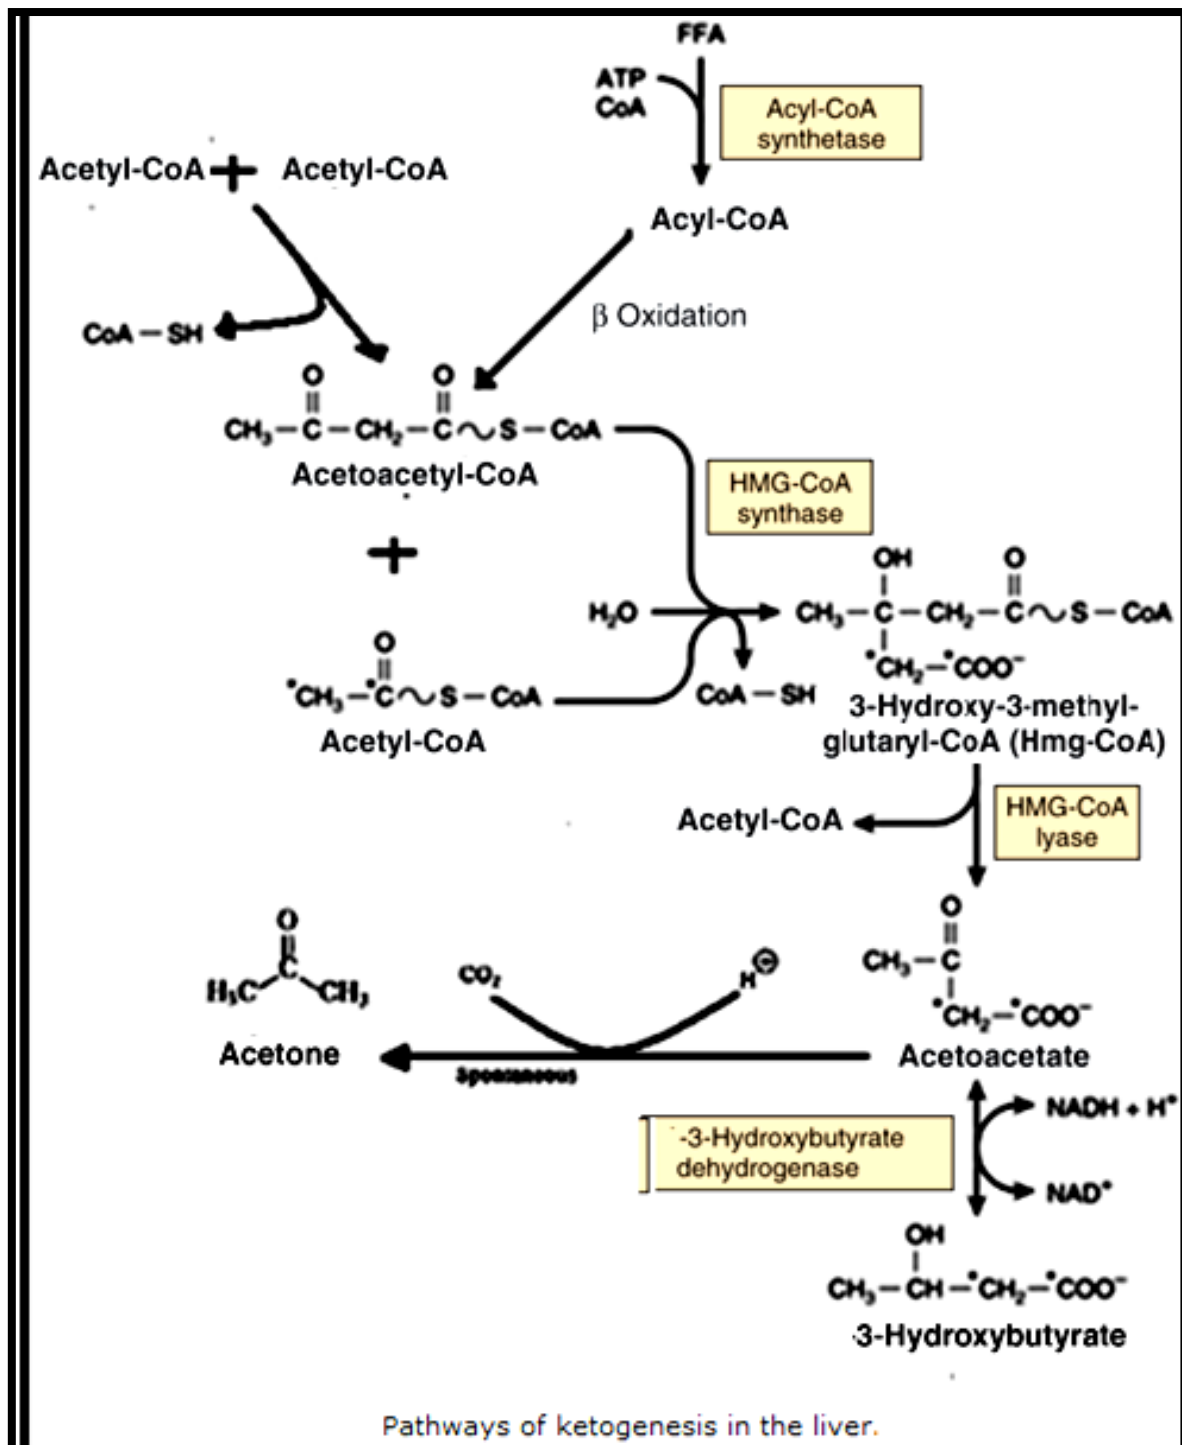 FFA
ATP
CoA
Acyl-CoA
synthetase
Acetyl-CoA + Acetyl-CoA
Acyl-CoA
CoA — SH
β Oxidation
O O
|| ||
CH₃—C—CH₂—C~S—CoA
Acetoacetyl-CoA
+
HMG-CoA
synthase
OH O
| ||
H₂O
CH₃—C—CH₂—C~S—CoA
|
•CH₂—•COO⁻
O
||
•CH₃—•C~S—CoA
Acetyl-CoA
CoA — SH
3-Hydroxy-3-methyl-
glutaryl-CoA (Hmg-CoA)
Acetyl-CoA
HMG-CoA
lyase
O
||
CH₃—C
|
•CH₂—•COO⁻
Acetoacetate
O
||
C
H₃C CH₃
Acetone
CO₂
H⊖
Spontaneous
-3-Hydroxybutyrate
dehydrogenase
NADH + H⁺
NAD⁺
OH
|
CH₃—CH—•CH₂—•COO⁻
-3-Hydroxybutyrate
Pathways of ketogenesis in the liver.